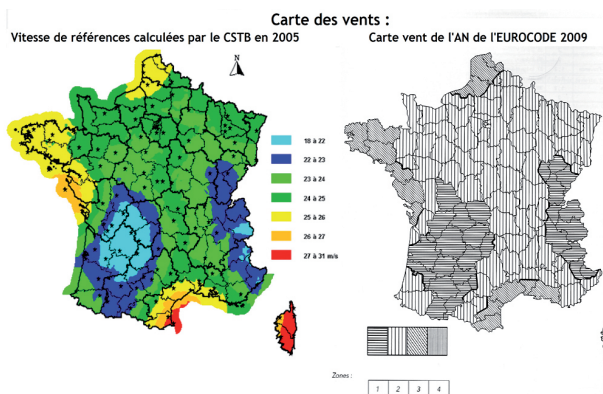 Carte des vents :
Vitesse de références calculées par le CSTB en 2005
Carte vent de l'AN de l'EUROCODE 2009
N
18 à 22
22 à 23
23 à 24
24 à 25
25 à 26
26 à 27
27 à 31 m/s
Zones :
1 2 3 4